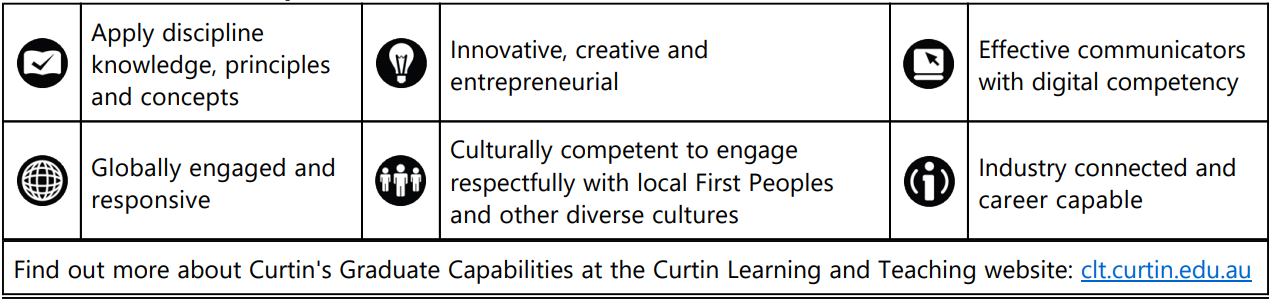 Apply discipline
knowledge, principles
and concepts
Innovative, creative and
entrepreneurial
Effective communicators
with digital competency
Globally engaged and
responsive
Culturally competent to engage
respectfully with local First Peoples
and other diverse cultures
Industry connected and
career capable
Find out more about Curtin's Graduate Capabilities at the Curtin Learning and Teaching website: clt.curtin.edu.au